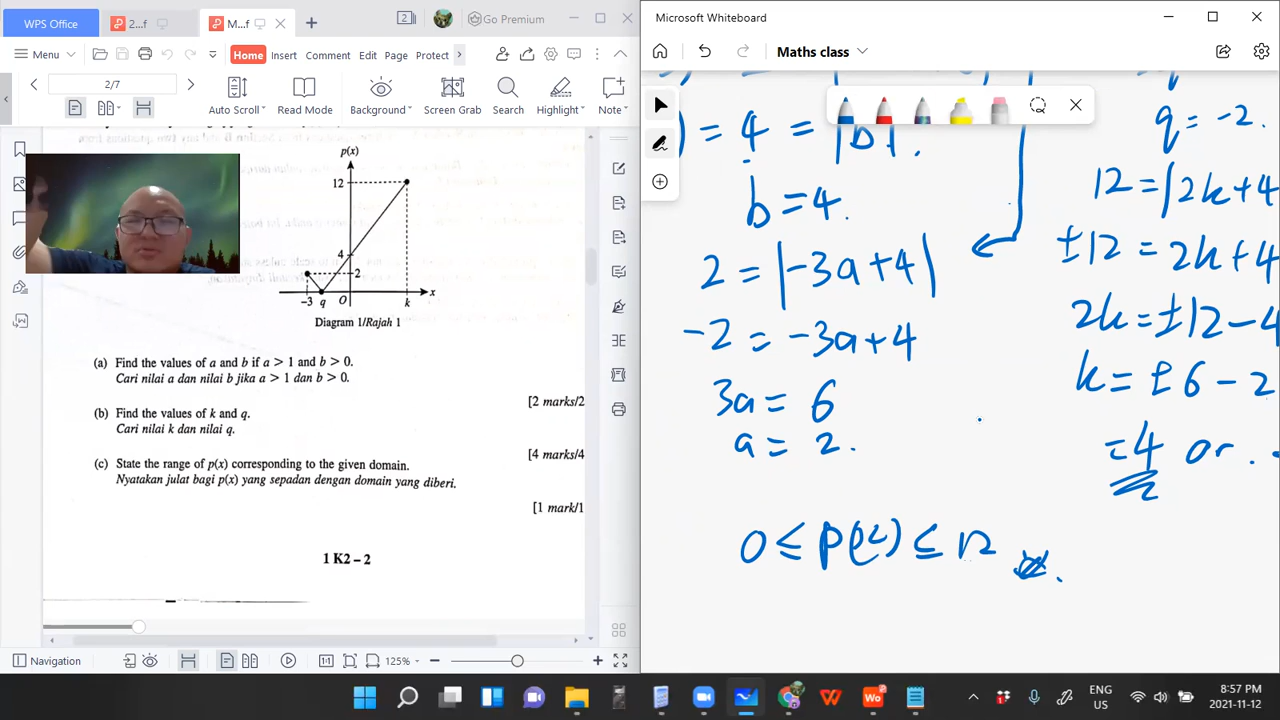 WPS Office
2...f
M...f
2
Go Premium
Menu
Home
Insert
Comment
Edit
Page
Protect
2/7
Auto Scroll
Read Mode
Background
Screen Grab
Search
Highlight
Note
p(x)
12
4
2
-3
q
O
k
x
Diagram 1/Rajah 1
(a) Find the values of a and b if a > 1 and b > 0.
Cari nilai a dan nilai b jika a > 1 dan b > 0.
[2 marks/2
(b) Find the values of k and q.
Cari nilai k dan nilai q.
[4 marks/4
(c) State the range of p(x) corresponding to the given domain.
Nyatakan julat bagi p(x) yang sepadan dengan domain yang diberi.
[1 mark/1
1 K2 – 2
Navigation
1:1
125%
Microsoft Whiteboard
Maths class
) = 4 = |b|.
b = 4.
2 = |-3a+4|
-2 = -3a+4
3a = 6
a = 2.
0 ≤ p(x) ≤ 12
q = -2.
12 = |2k+4
±12 = 2k+4
2k = ±12-4
k = ±6-2
=4 or.
W
Wo
ENG
US
8:57 PM
2021-11-12